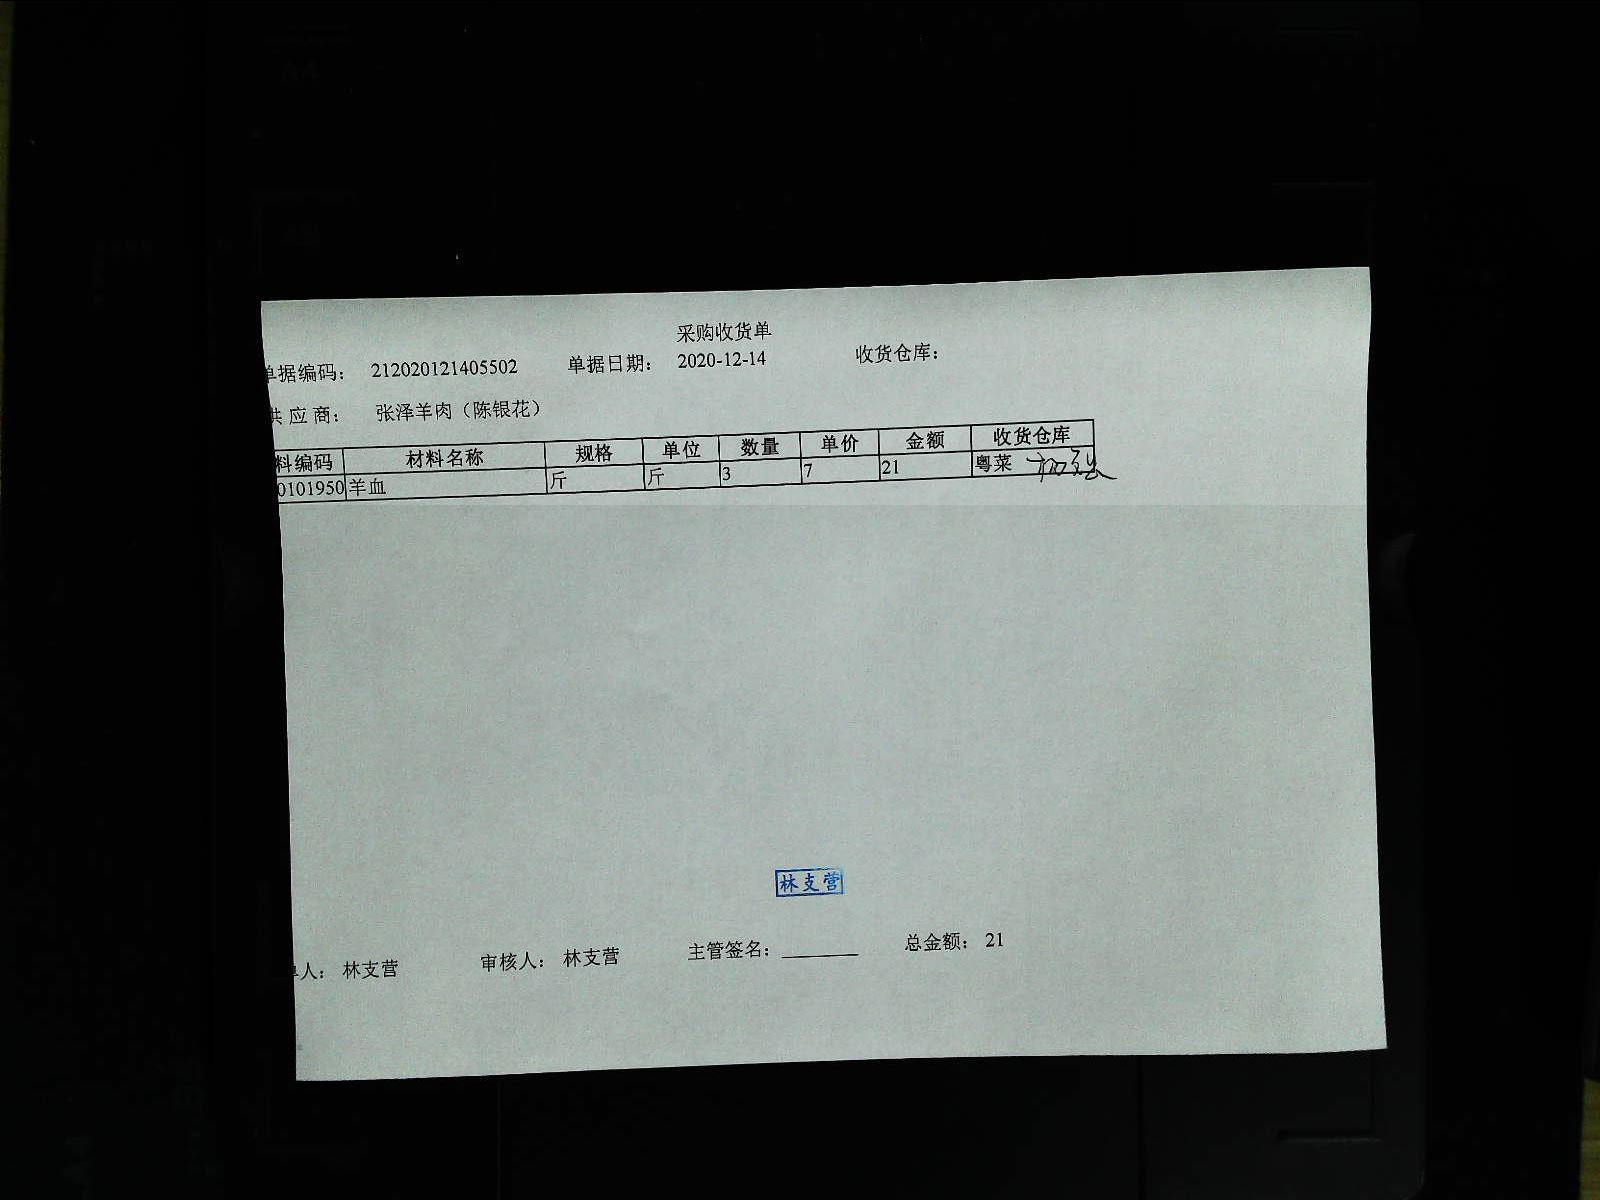 采购收货单
单据编码： 212020121405502 单据日期： 2020-12-14 收货仓库：
供 应 商： 张泽羊肉（陈银花）
料编码 材料名称 规格 单位 数量 单价 金额 收货仓库
0101950 羊血 斤 斤 3 7 21 粤菜
林支营
人： 林支营 审核人： 林支营 主管签名： 总金额： 21